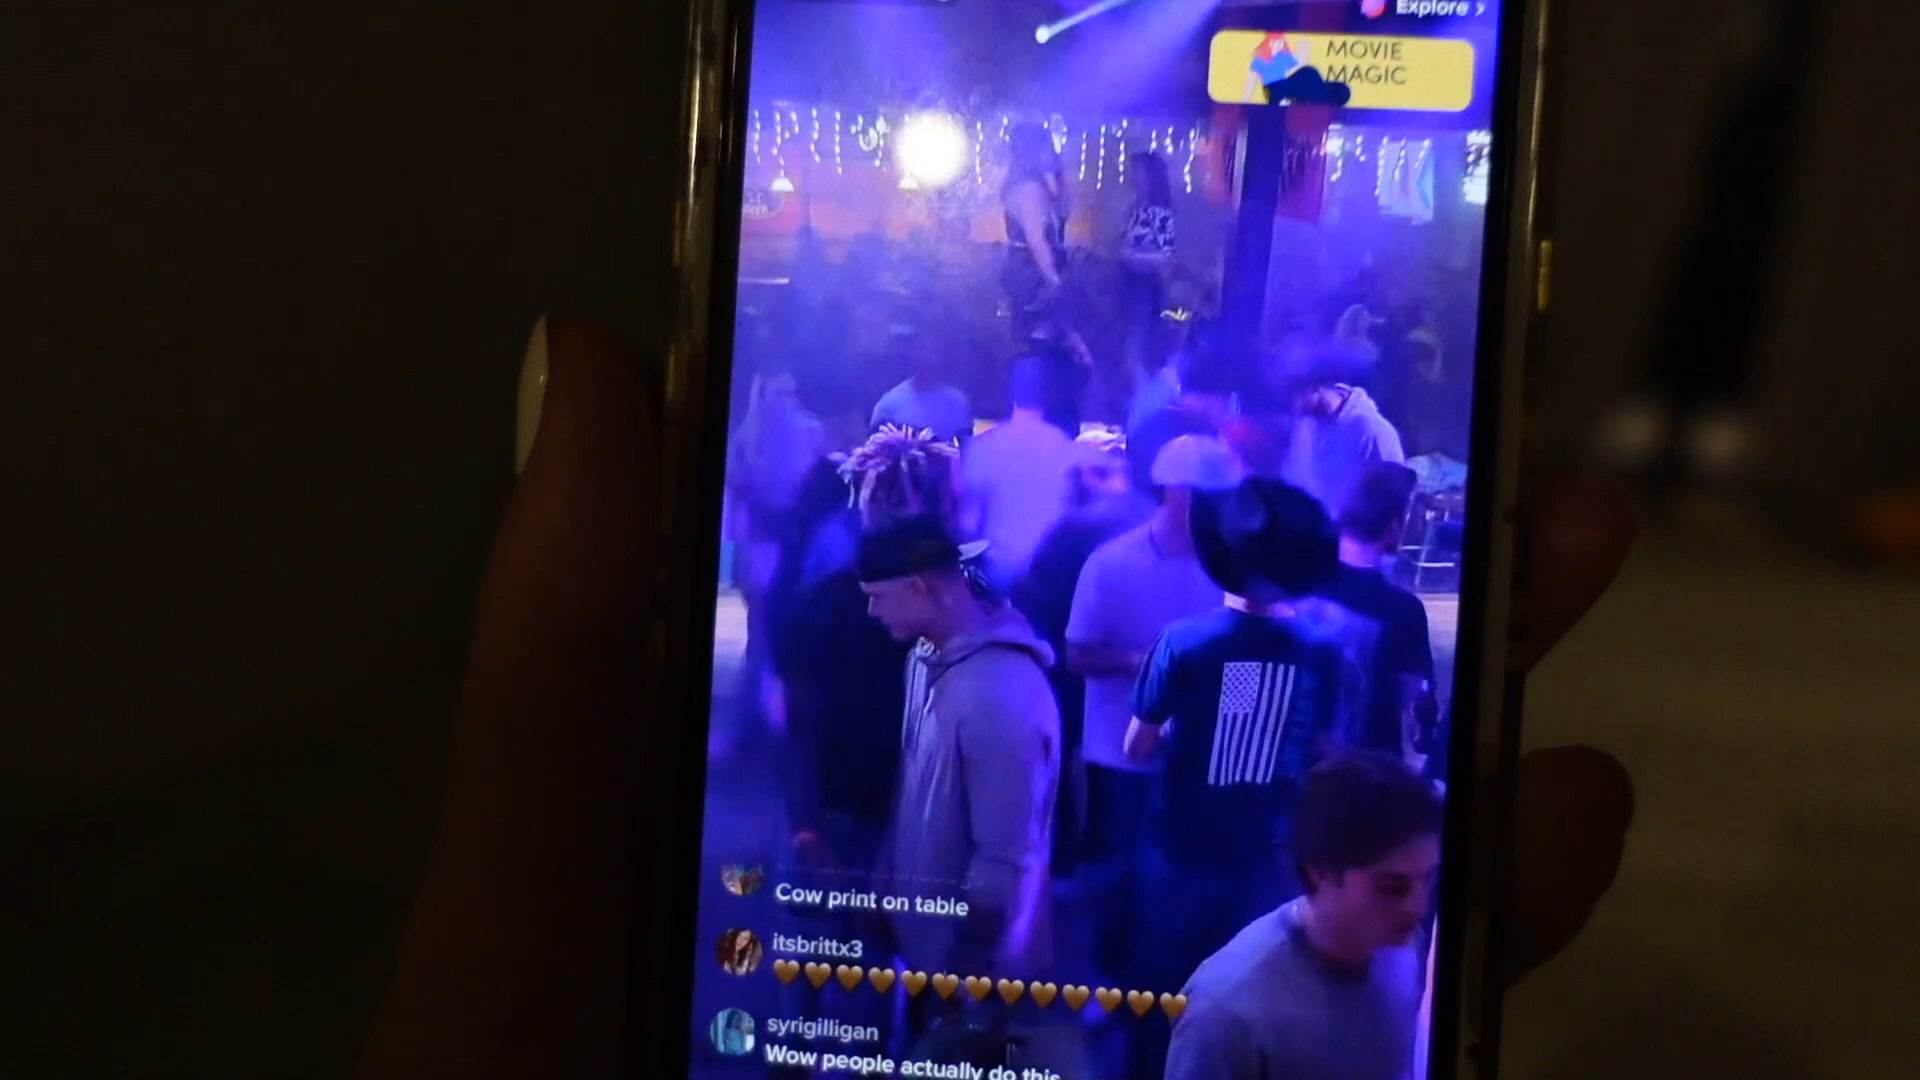 Explore >
MOVIE
MAGIC
Cow print on table
itsbrittx3
💛💛💛💛💛💛💛💛💛💛💛💛💛
syrigilligan
Wow people actually do this